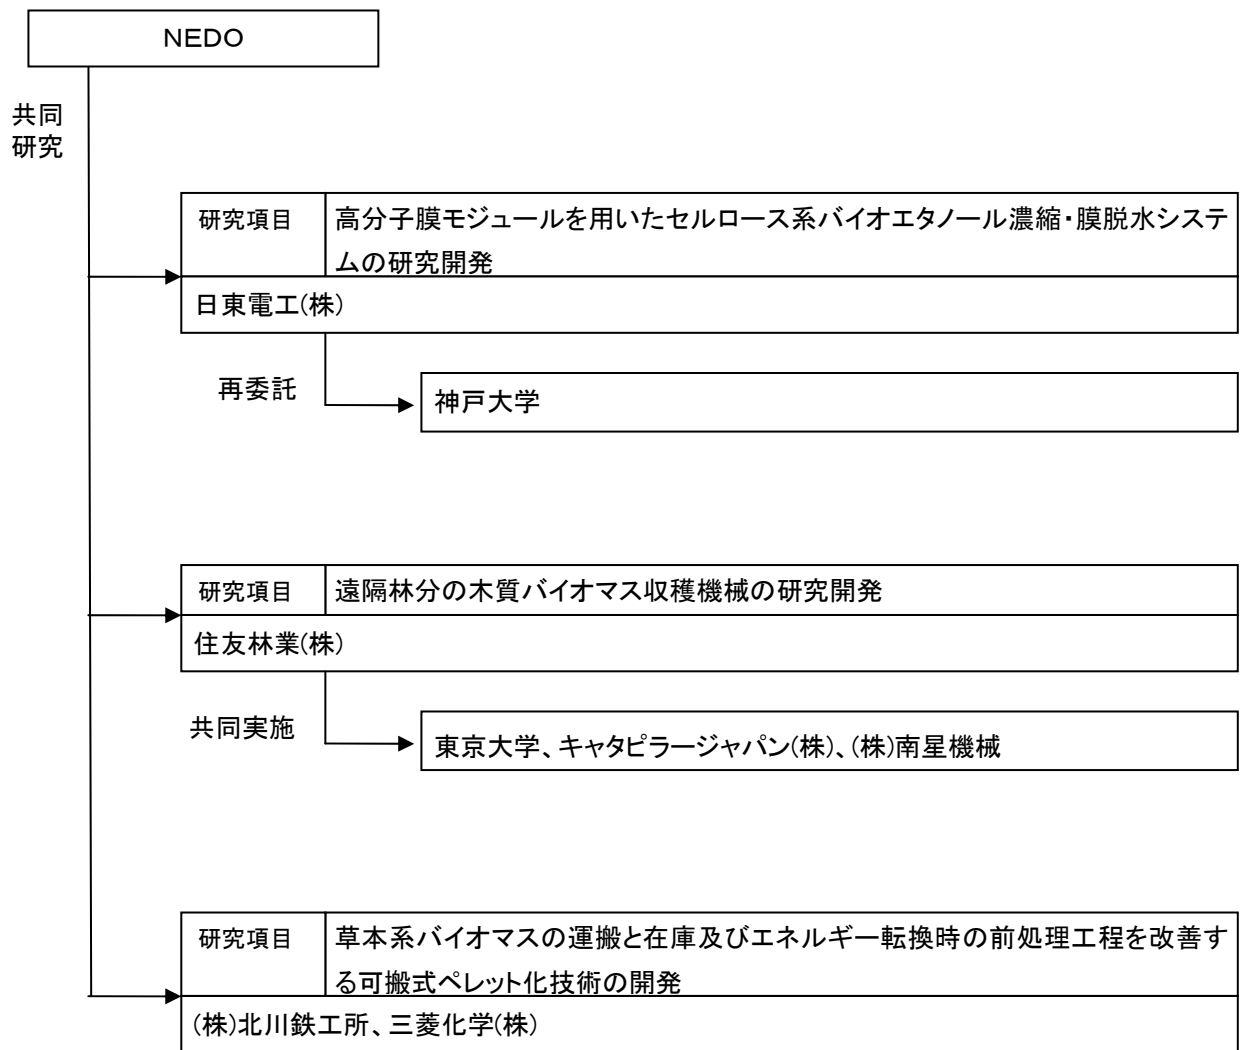 NEDO
共同
研究
研究項目
高分子膜モジュールを用いたセルロース系バイオエタノール濃縮・膜脱水システ
ムの研究開発
日東電工(株)
再委託
神戸大学
研究項目
遠隔林分の木質バイオマス収穫機械の研究開発
住友林業(株)
共同実施
東京大学、キャタピラージャパン(株)、(株)南星機械
研究項目
草本系バイオマスの運搬と在庫及びエネルギー転換時の前処理工程を改善す
る可搬式ペレット化技術の開発
(株)北川鉄工所、三菱化学(株)